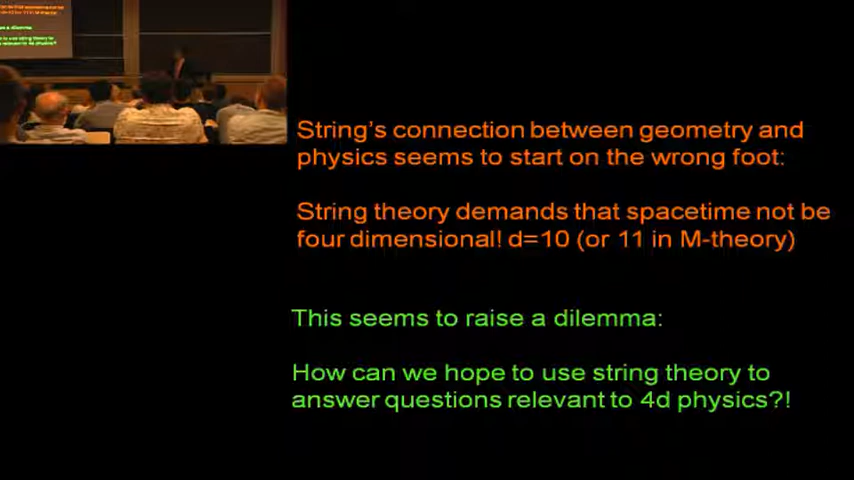 String's connection between geometry and
physics seems to start on the wrong foot:
String theory demands that spacetime not be
four dimensional! d=10 (or 11 in M-theory)
This seems to raise a dilemma:
How can we hope to use string theory to
answer questions relevant to 4d physics?!